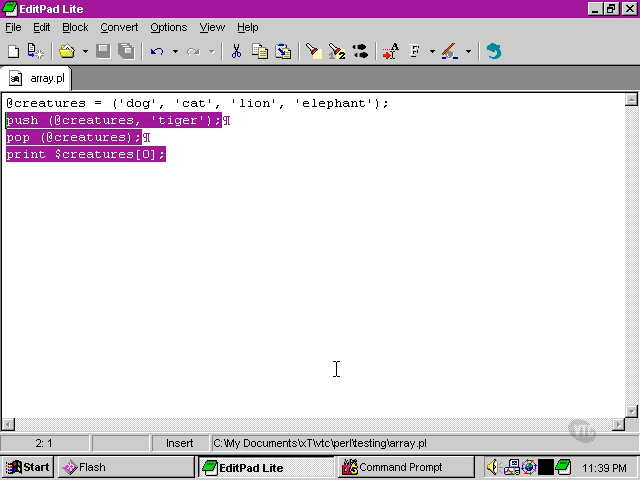 EditPad Lite
File Edit Block Convert Options View Help
array.pl
@creatures = ('dog', 'cat', 'lion', 'elephant');
push (@creatures, 'tiger');¶
pop (@creatures);¶
print $creatures[0];
VTC
2: 1 Insert C:\My Documents\xT\vtc\perl\testing\array.pl
Start Flash EditPad Lite Command Prompt 11:39 PM